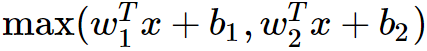 $\max(w_1^T x + b_1, w_2^T x + b_2)$